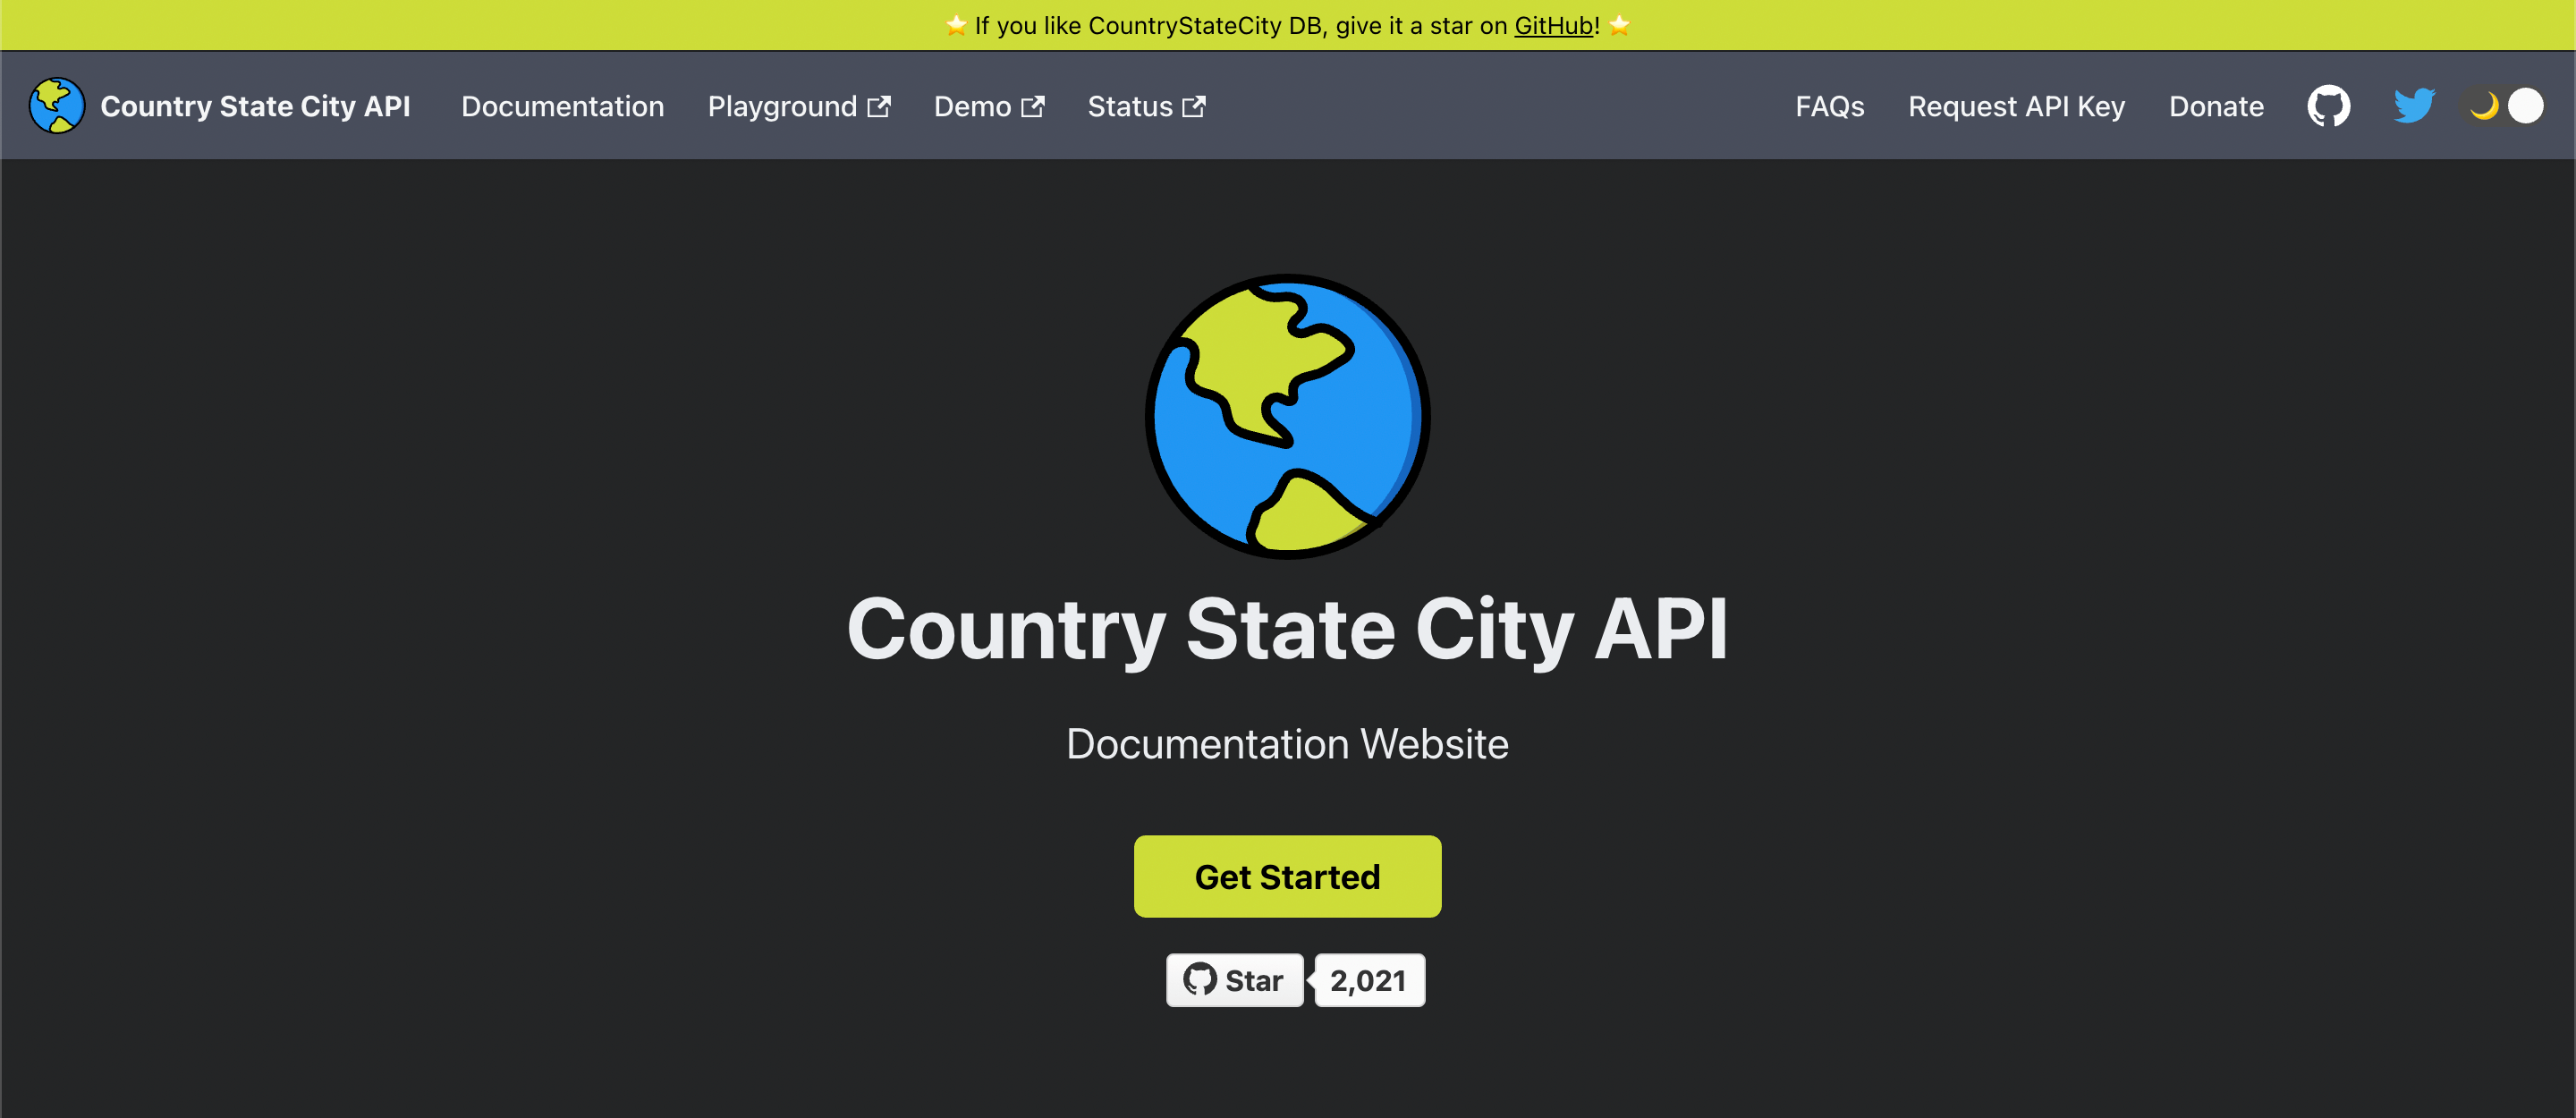 ⭐ If you like CountryStateCity DB, give it a star on GitHub! ⭐
Country State City API Documentation Playground Demo Status FAQs Request API Key Donate
Country State City API
Documentation Website
Get Started
Star 2,021